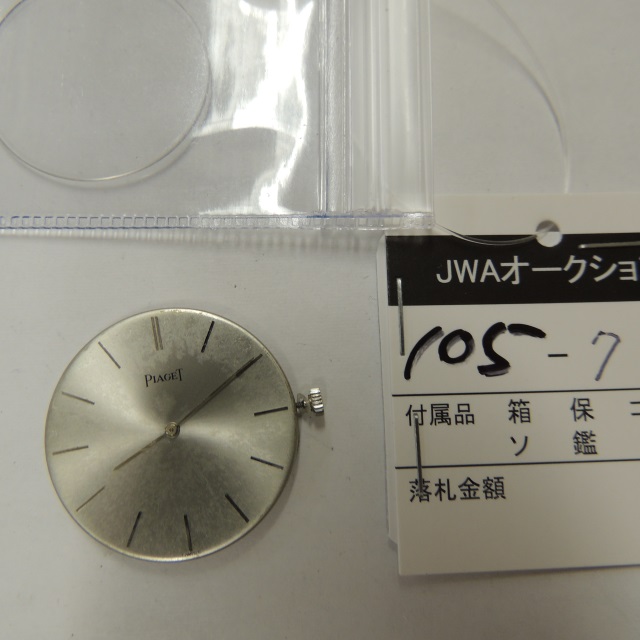 PIAGET
JWAオークショ
105-7
付属品 箱 保 コ
ソ 鑑
落札金額